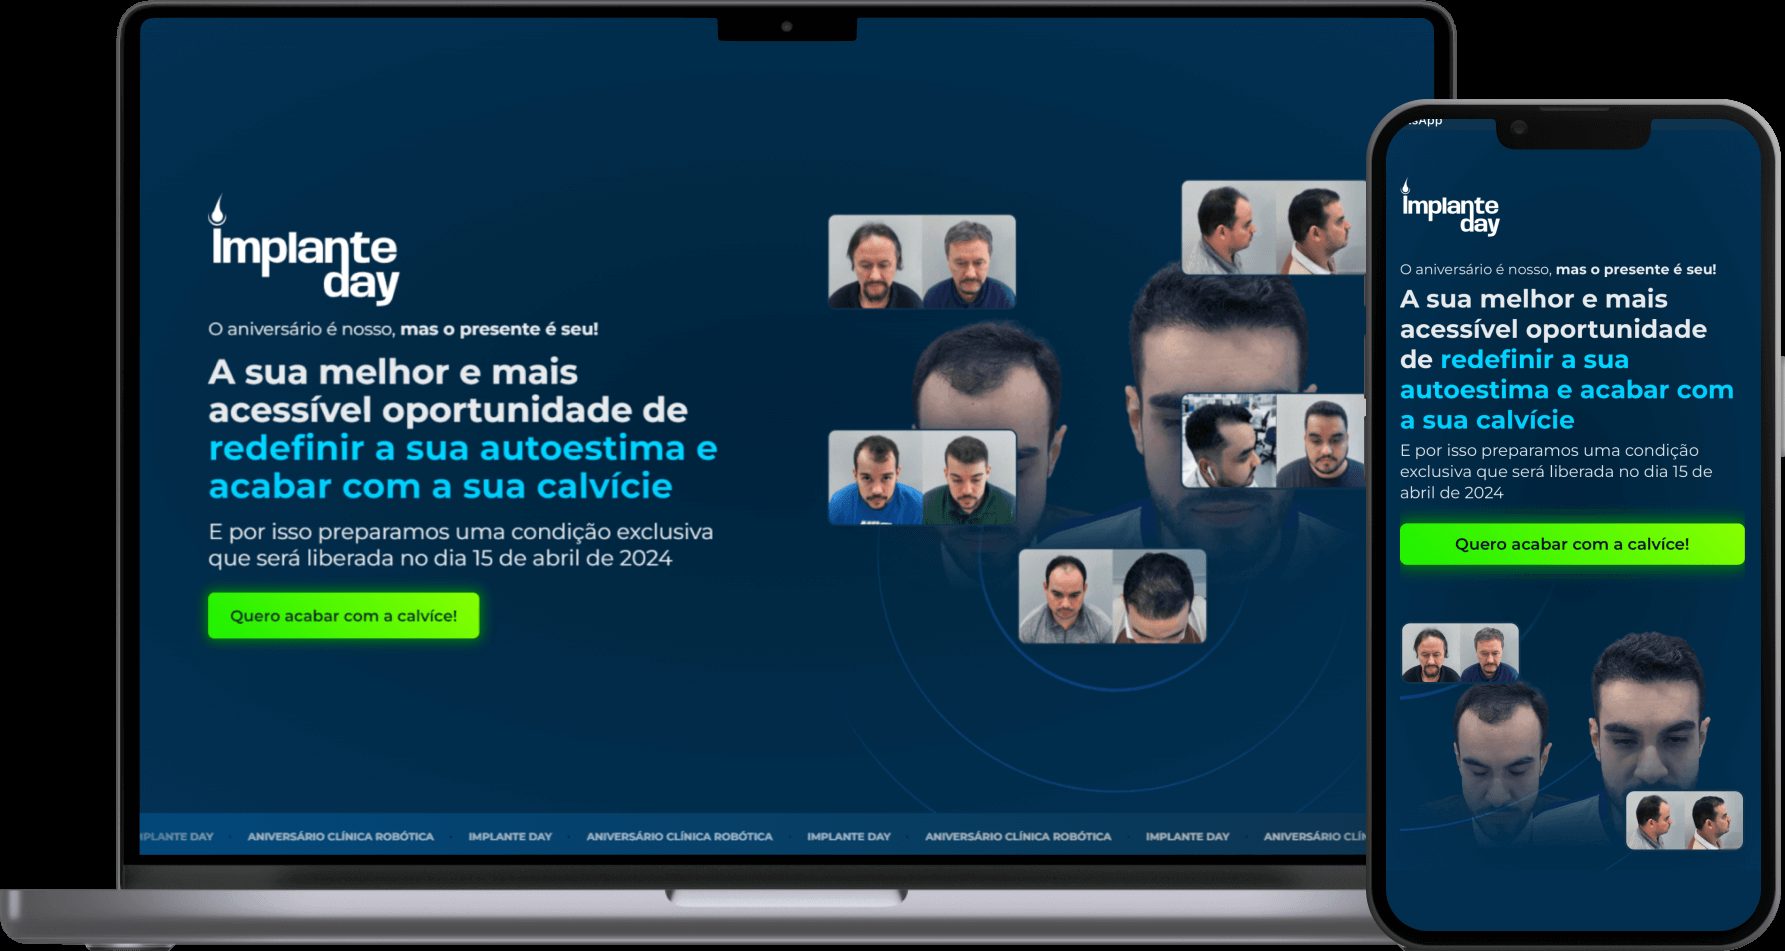 Implante
day
O aniversário é nosso, mas o presente é seu!
A sua melhor e mais
acessível oportunidade de
redefinir a sua autoestima e
acabar com a sua calvície
E por isso preparamos uma condição exclusiva
que será liberada no dia 15 de abril de 2024
Quero acabar com a calvíce!
IPLANTE DAY · ANIVERSÁRIO CLÍNICA ROBÓTICA · IMPLANTE DAY · ANIVERSÁRIO CLÍNICA ROBÓTICA · IMPLANTE DAY · ANIVERSÁRIO CLÍNICA ROBÓTICA · IMPLANTE DAY · ANIVERSÁRIO CLÍN
sApp
Implante
day
O aniversário é nosso, mas o presente é seu!
A sua melhor e mais
acessível oportunidade
de redefinir a sua
autoestima e acabar com
a sua calvície
E por isso preparamos uma condição
exclusiva que será liberada no dia 15 de
abril de 2024
Quero acabar com a calvíce!